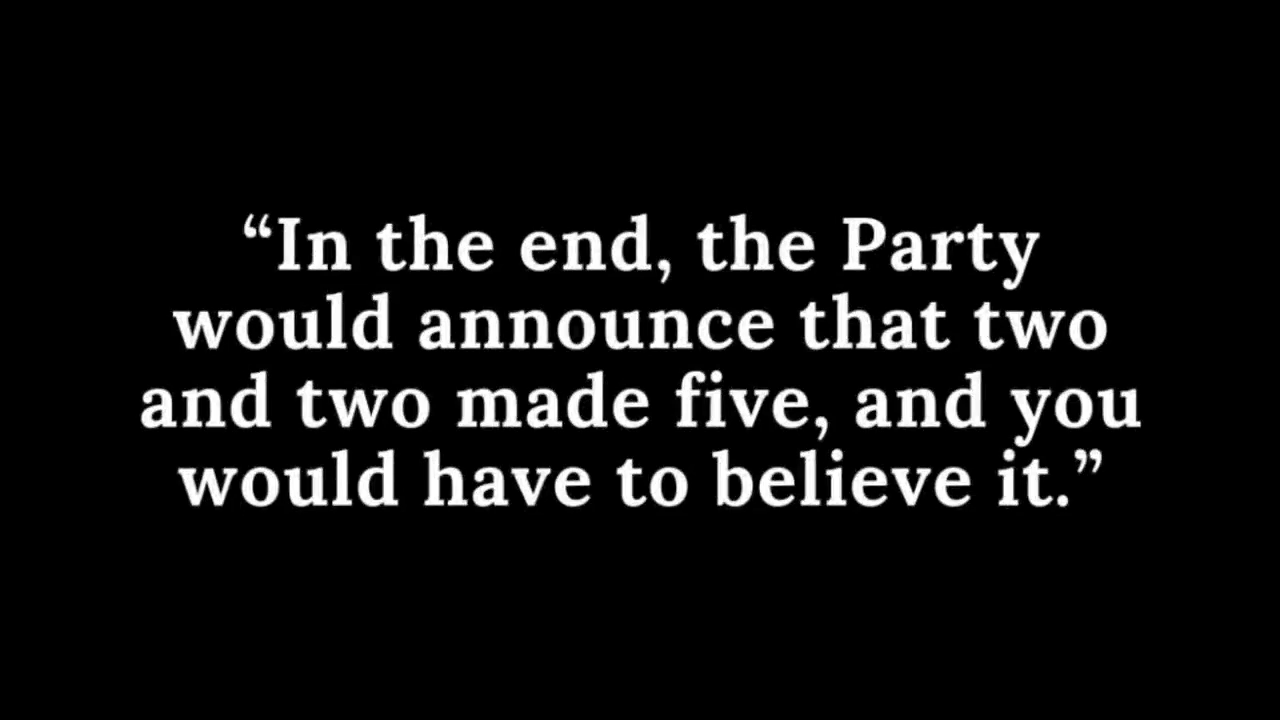 “In the end, the Party
would announce that two
and two made five, and you
would have to believe it.”